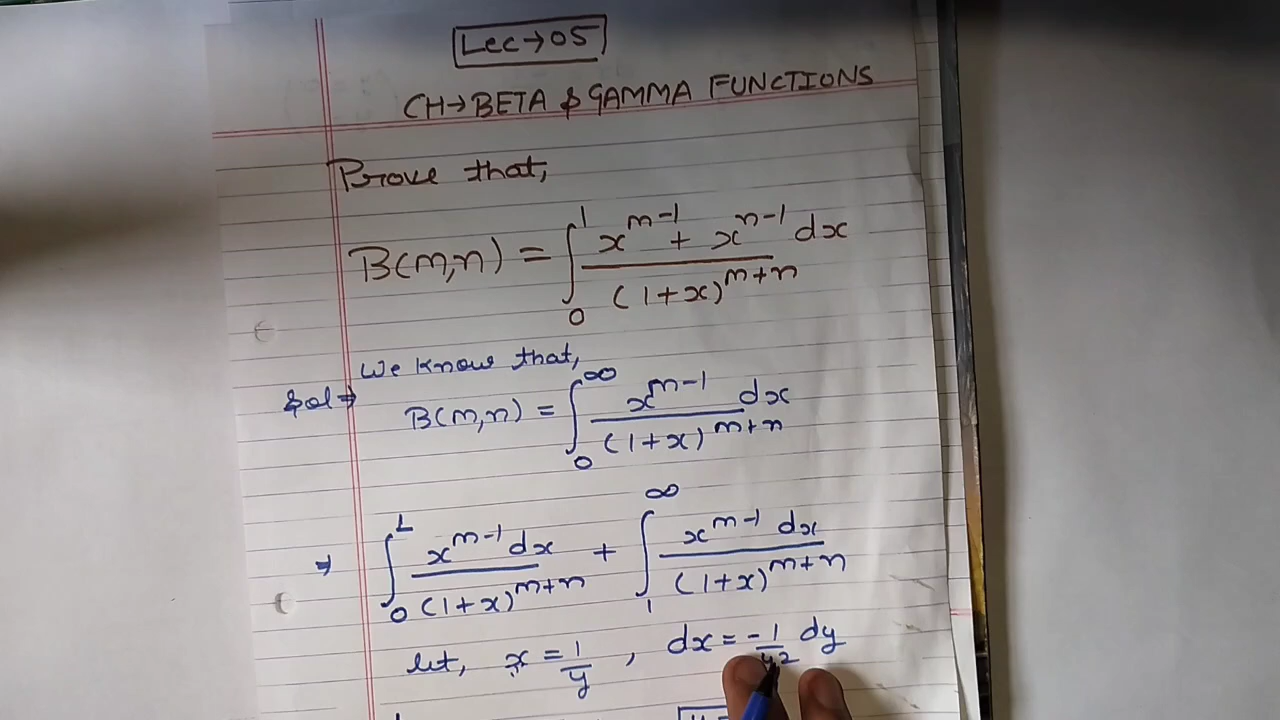 Lec→05
CH→BETA & GAMMA FUNCTIONS
Prove that,
B(m,n) = ∫₀¹ (x^{m-1} + x^{n-1})/(1+x)^{m+n} dx
We know that,
Sol⇒ B(m,n) = ∫₀^∞ x^{m-1} dx/(1+x)^{m+n}
⇒ ∫₀¹ x^{m-1} dx/(1+x)^{m+n} + ∫₁^∞ x^{m-1} dx/(1+x)^{m+n}
let, x = 1/y , dx = -1/y² dy